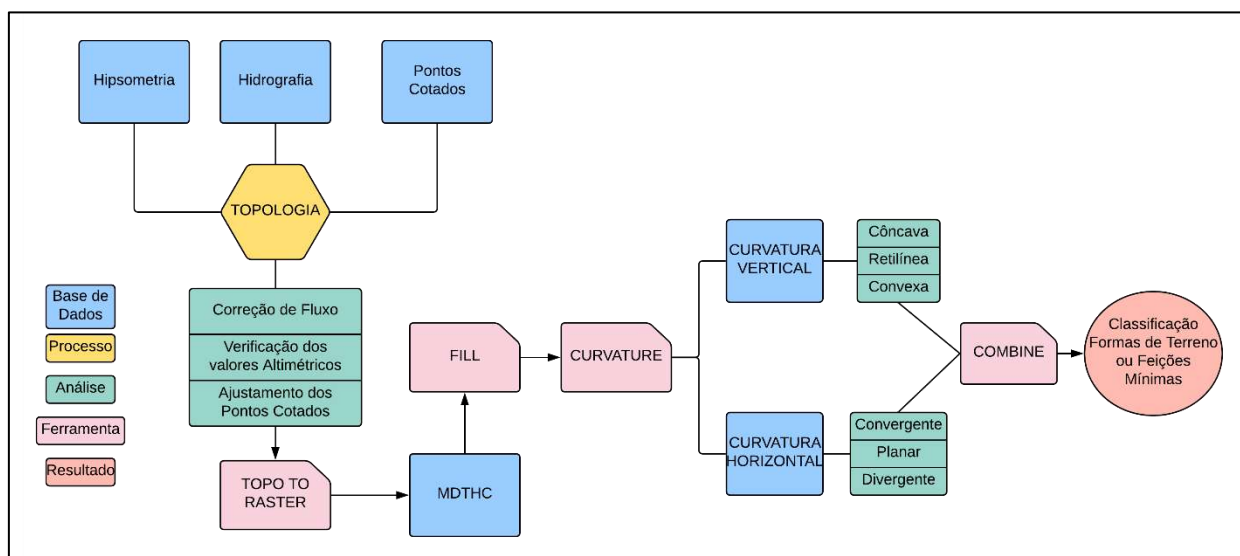 Hipsometria
Hidrografia
Pontos
Cotados
TOPOLOGIA
Correção de Fluxo
Verificação dos
valores Altimétricos
Ajustamento dos
Pontos Cotados
TOPO TO
RASTER
MDTHC
FILL
CURVATURE
CURVATURA
VERTICAL
Côncava
Retilínea
Convexa
CURVATURA
HORIZONTAL
Convergente
Planar
Divergente
COMBINE
Classificação
Formas de Terreno
ou Feições
Mínimas
Base de
Dados
Processo
Análise
Ferramenta
Resultado